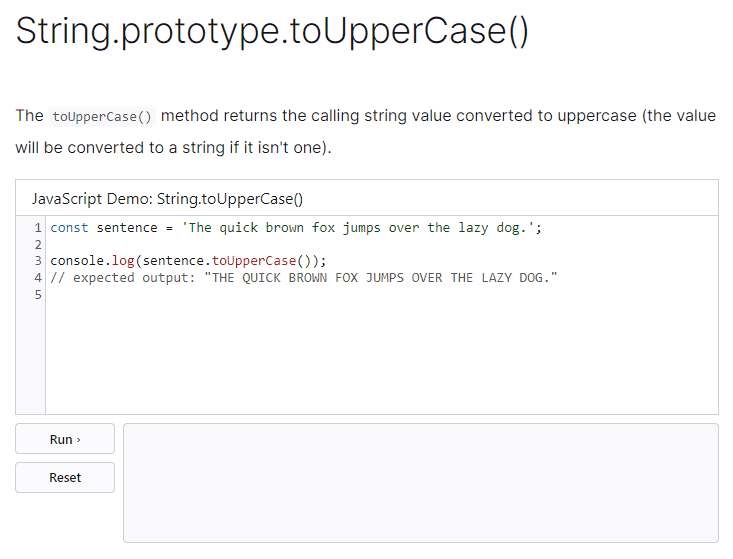 String.prototype.toUpperCase()
The toUpperCase() method returns the calling string value converted to uppercase (the value
will be converted to a string if it isn't one).
JavaScript Demo: String.toUpperCase()
1 const sentence = 'The quick brown fox jumps over the lazy dog.';
2
3 console.log(sentence.toUpperCase());
4 // expected output: "THE QUICK BROWN FOX JUMPS OVER THE LAZY DOG."
5
Run ›
Reset